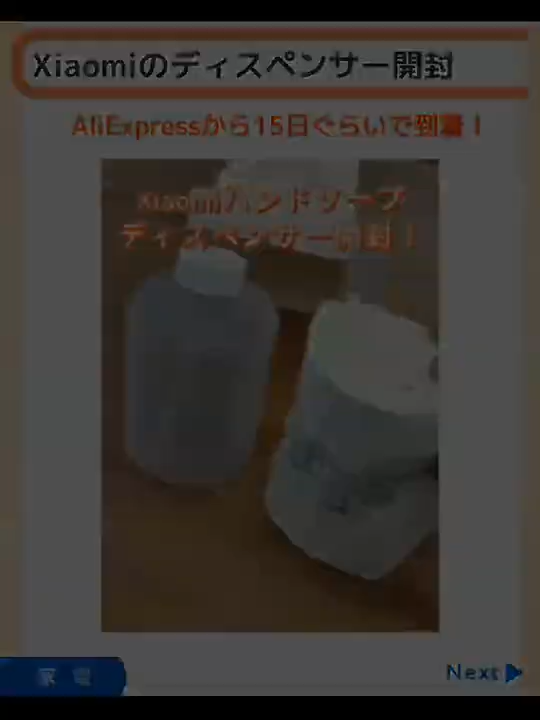 Xiaomiのディスペンサー開封
AliExpressから15日ぐらいで到着！
Xiaomiハンドソープ
ディスペンサー開封！
家電
Next